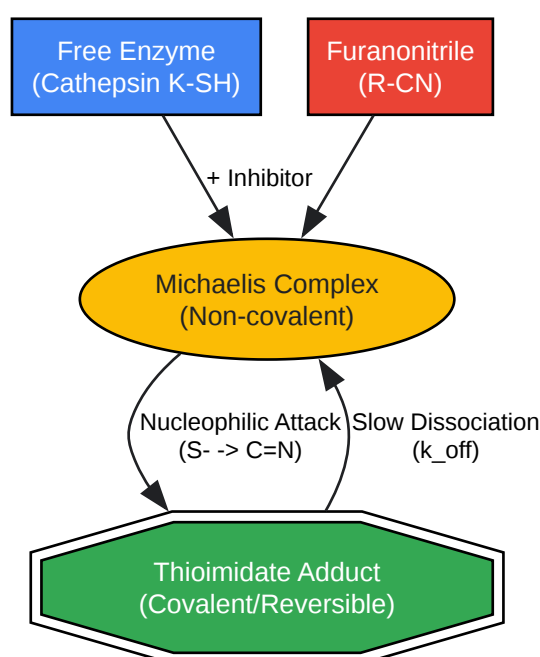 Free Enzyme
(Cathepsin K-SH)
Furanonitrile
(R-CN)
+ Inhibitor
Michaelis Complex
(Non-covalent)
Nucleophilic Attack
(S- -> C=N)
Slow Dissociation
(k_off)
Thioimidate Adduct
(Covalent/Reversible)